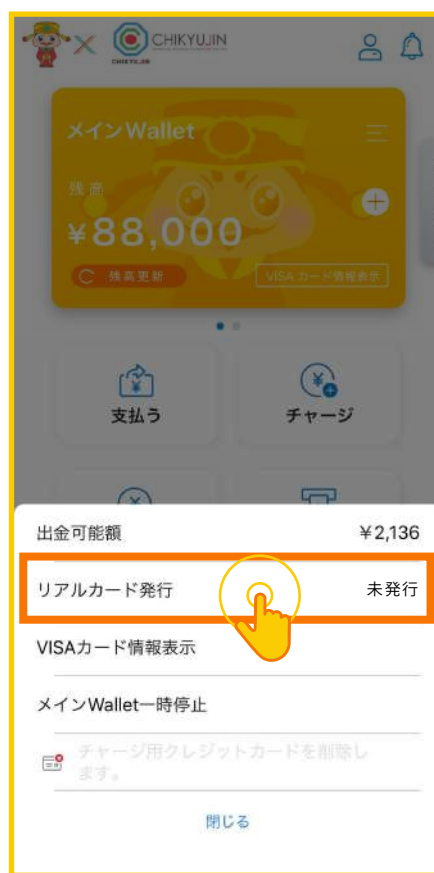 CHIKYUJIN
CHIKYUJIN
メインWallet
残高
¥88,000
残高更新
VISA カード情報表示
支払う
チャージ
出金可能額 ¥2,136
リアルカード発行 未発行
VISAカード情報表示
メインWallet一時停止
チャージ用クレジットカードを削除し
ます。
閉じる